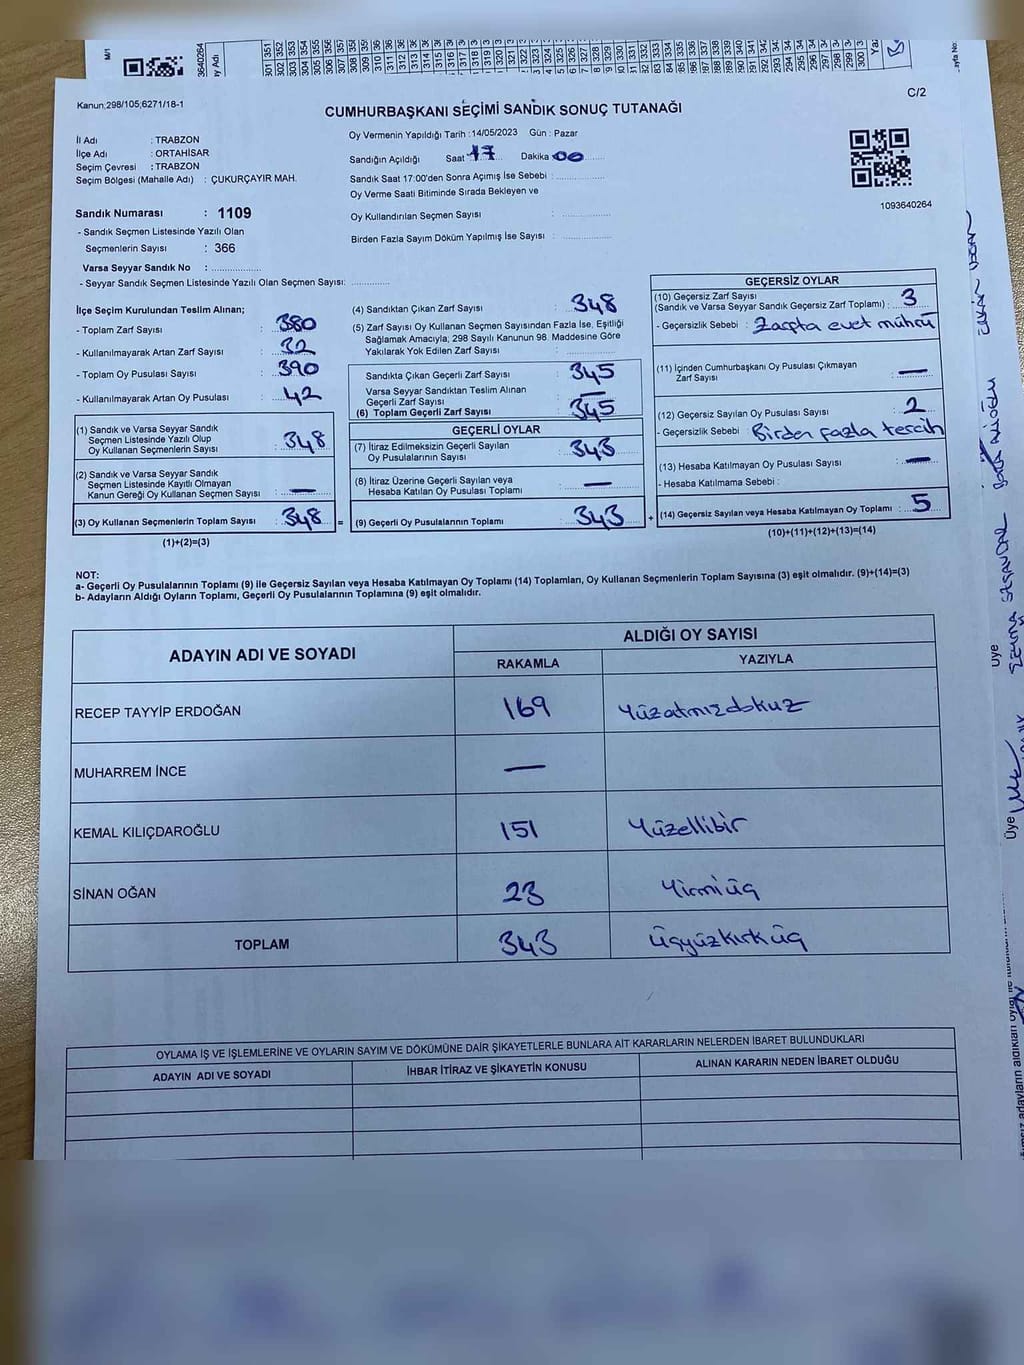 M/1
Kanun;298/105;6271/18-1
C/2
CUMHURBAŞKANI SEÇİMİ SANDIK SONUÇ TUTANAĞI
İl Adı : TRABZON
İlçe Adı : ORTAHİSAR
Seçim Çevresi : TRABZON
Seçim Bölgesi (Mahalle Adı) : ÇUKURÇAYIR MAH.
Oy Vermenin Yapıldığı Tarih :14/05/2023 Gün : Pazar
Sandığın Açıldığı Saat 17 Dakika 00
Sandık Saat 17:00'den Sonra Açımış İse Sebebi :
Oy Verme Saati Bitiminde Sırada Bekleyen ve
Oy Kullandırılan Seçmen Sayısı :
Birden Fazla Sayım Döküm Yapılmış İse Sayısı :
1093640264
Sandık Numarası : 1109
- Sandık Seçmen Listesinde Yazılı Olan
Seçmenlerin Sayısı : 366
Varsa Seyyar Sandık No :
- Seyyar Sandık Seçmen Listesinde Yazılı Olan Seçmen Sayısı:
İlçe Seçim Kurulundan Teslim Alınan;
- Toplam Zarf Sayısı : 380
- Kullanılmayarak Artan Zarf Sayısı : 32
- Toplam Oy Pusulası Sayısı : 390
- Kullanılmayarak Artan Oy Pusulası : 42
(1) Sandık ve Varsa Seyyar Sandık
Seçmen Listesinde Yazılı Olup
Oy Kullanan Seçmenlerin Sayısı : 348
(2) Sandık ve Varsa Seyyar Sandık
Seçmen Listesinde Kayıtlı Olmayan
Kanun Gereği Oy Kullanan Seçmen Sayısı : —
(3) Oy Kullanan Seçmenlerin Toplam Sayısı : 348
(1)+(2)=(3)
(4) Sandıktan Çıkan Zarf Sayısı : 348
(5) Zarf Sayısı Oy Kullanan Seçmen Sayısından Fazla İse, Eşitliği
Sağlamak Amacıyla; 298 Sayılı Kanunun 98. Maddesine Göre
Yakılarak Yok Edilen Zarf Sayısı :
Sandıkta Çıkan Geçerli Zarf Sayısı : 345
Varsa Seyyar Sandıktan Teslim Alınan
Geçerli Zarf Sayısı : —
(6) Toplam Geçerli Zarf Sayısı : 345
GEÇERLİ OYLAR
(7) İtiraz Edilmeksizin Geçerli Sayılan
Oy Pusulalarının Sayısı : 343
(8) İtiraz Üzerine Geçerli Sayılan veya
Hesaba Katılan Oy Pusulası Toplamı : —
= (9) Geçerli Oy Pusulalarının Toplamı : 343
GEÇERSİZ OYLAR
(10) Geçersiz Zarf Sayısı
(Sandık ve Varsa Seyyar Sandık Geçersiz Zarf Toplamı) : 3
- Geçersizlik Sebebi : Zarfta evet mührü
(11) İçinden Cumhurbaşkanı Oy Pusulası Çıkmayan
Zarf Sayısı : —
(12) Geçersiz Sayılan Oy Pusulası Sayısı : 2
- Geçersizlik Sebebi : Birden fazla tercih
(13) Hesaba Katılmayan Oy Pusulası Sayısı : —
- Hesaba Katılmama Sebebi :
+ (14) Geçersiz Sayılan veya Hesaba Katılmayan Oy Toplamı : 5
(10)+(11)+(12)+(13)=(14)
NOT:
a- Geçerli Oy Pusulalarının Toplamı (9) ile Geçersiz Sayılan veya Hesaba Katılmayan Oy Toplamı (14) Toplamları, Oy Kullanan Seçmenlerin Toplam Sayısına (3) eşit olmalıdır. (9)+(14)=(3)
b- Adayların Aldığı Oyların Toplamı, Geçerli Oy Pusulalarının Toplamına (9) eşit olmalıdır.
ADAYIN ADI VE SOYADI
ALDIĞI OY SAYISI
RAKAMLA YAZIYLA
RECEP TAYYİP ERDOĞAN 169 Yüzatmışdokuz
MUHARREM İNCE —
KEMAL KILIÇDAROĞLU 151 Yüzellibir
SİNAN OĞAN 23 Yirmiüç
TOPLAM 343 Üçyüzkırküç
OYLAMA İŞ VE İŞLEMLERİNE VE OYLARIN SAYIM VE DÖKÜMÜNE DAİR ŞİKAYETLERLE BUNLARA AİT KARARLARIN NELERDEN İBARET BULUNDUKLARI
ADAYIN ADI VE SOYADI İHBAR İTİRAZ VE ŞİKAYETİN KONUSU ALINAN KARARIN NEDEN İBARET OLDUĞU
Üye
Üye